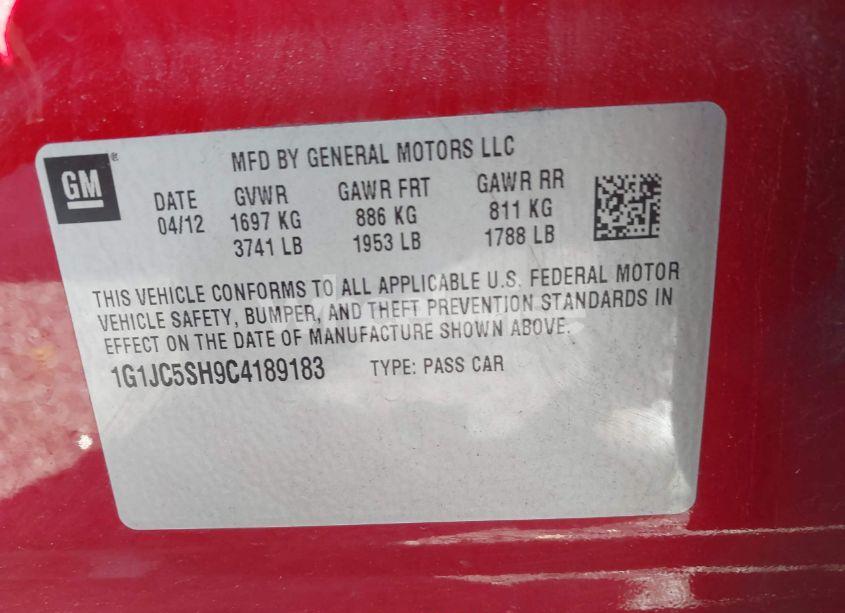 GM®
MFD BY GENERAL MOTORS LLC
DATE GVWR GAWR FRT GAWR RR
04/12 1697 KG 886 KG 811 KG
3741 LB 1953 LB 1788 LB
THIS VEHICLE CONFORMS TO ALL APPLICABLE U.S. FEDERAL MOTOR
VEHICLE SAFETY, BUMPER, AND THEFT PREVENTION STANDARDS IN
EFFECT ON THE DATE OF MANUFACTURE SHOWN ABOVE.
1G1JC5SH9C4189183 TYPE: PASS CAR